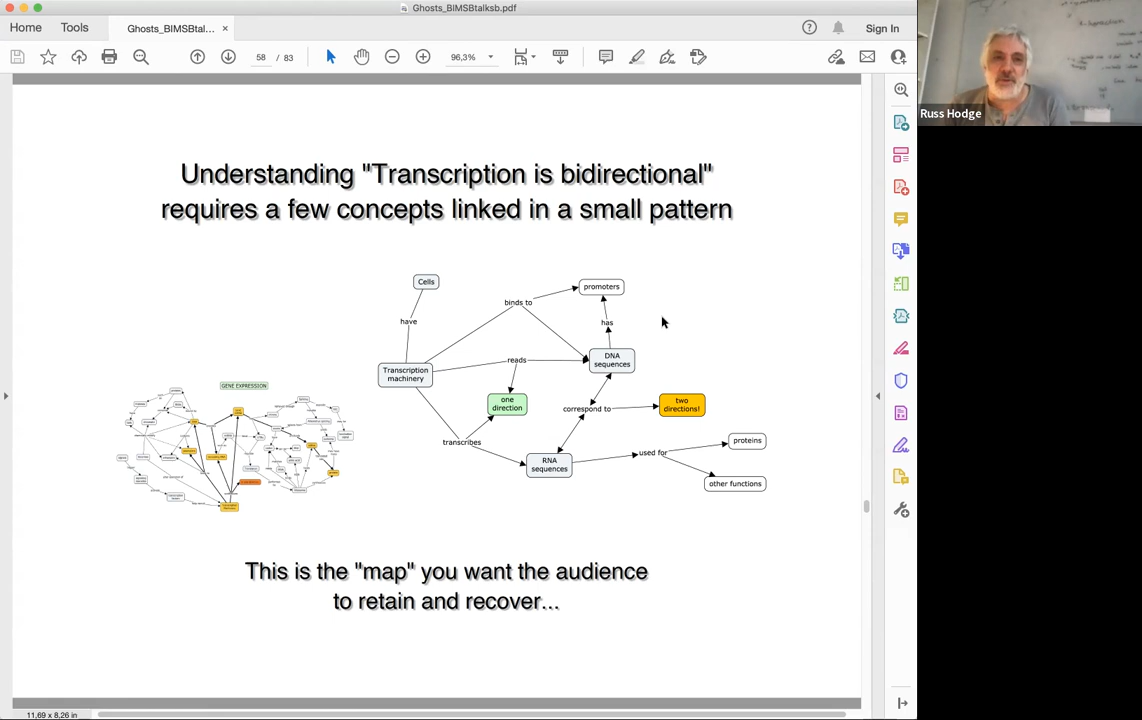 Ghosts_BIMSBtalksb.pdf
Home
Tools
Ghosts_BIMSBtal...
×
Sign In
58 / 83
96,3%
Russ Hodge
Understanding "Transcription is bidirectional"
requires a few concepts linked in a small pattern
Cells
promoters
binds to
have
has
DNA
sequences
reads
Transcription
machinery
one
direction
correspond to
two
directions!
transcribes
proteins
used for
RNA
sequences
other functions
GENE EXPRESSION
This is the "map" you want the audience
to retain and recover...
11,69 x 8,26 in